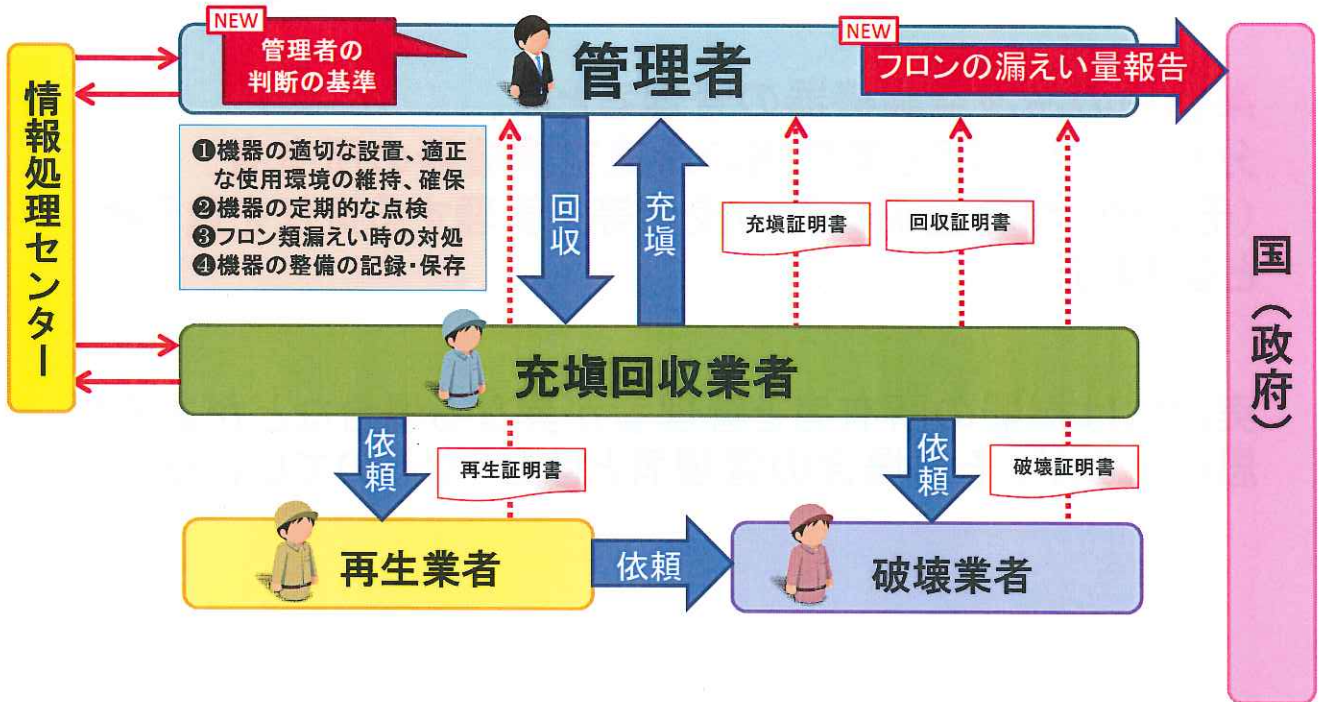 NEW
管理者の
判断の基準
管理者
NEW
フロンの漏えい量報告
情報処理センター
国（政府）
❶機器の適切な設置、適正
な使用環境の維持、確保
❷機器の定期的な点検
❸フロン類漏えい時の対処
❹機器の整備の記録･保存
回収
充塡
充塡証明書
回収証明書
充塡回収業者
依頼
再生証明書
依頼
破壊証明書
再生業者
依頼
破壊業者